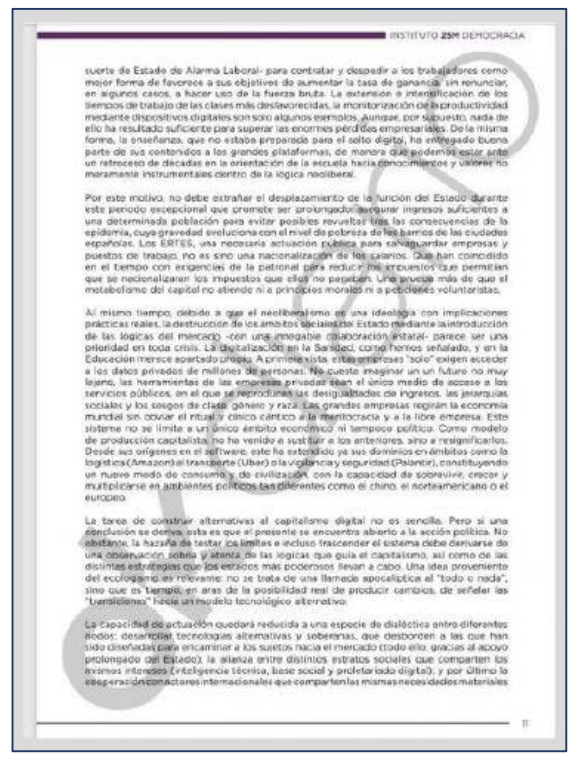 INSTITUTO 25M DEMOCRACIA
suerte de Estado de Alarma Laboral- para contratar y despedir a los trabajadores como
mejor forma de favorece a sus objetivos de aumentar la tasa de ganancia, sin renunciar,
en algunos casos, a hacer uso de la fuerza bruta. La extensión e intensificación de los
tiempos de trabajo de las clases más desfavorecidas, la monitorización de la productividad
mediante dispositivos digitales son solo algunos ejemplos. Aunque, por supuesto, nada de
ello ha resultado suficiente para superar las enormes pérdidas empresariales. De la misma
forma, la enseñanza, que no estaba preparada para el salto digital, ha entregado buena
parte de sus contenidos a las grandes plataformas, de manera que podemos estar ante
un retroceso de décadas en la orientación de la escuela hacia conocimientos y valores no
meramente instrumentales dentro de la lógica neoliberal.
Por este motivo, no debe extrañar el desplazamiento de la función del Estado durante
este periodo excepcional que promete ser prolongado: asegurar ingresos suficientes a
una determinada población para evitar posibles revueltas tras las consecuencias de la
epidemia, cuya gravedad evoluciona con el nivel de pobreza de los barrios de las ciudades
españolas. Los ERTES, una necesaria actuación pública para salvaguardar empresas y
puestos de trabajo, no es sino una nacionalización de los salarios. Que han coincidido
en el tiempo con exigencias de la patronal para reducir los impuestos que permitían
que se nacionalizaran los impuestos que ellos no pagaban. Una prueba más de que el
metabolismo del capital no atiende ni a principios morales ni a peticiones voluntaristas.
Al mismo tiempo, debido a que el neoliberalismo es una ideología con implicaciones
prácticas reales, la destrucción de los ámbitos sociales del Estado mediante la introducción
de las lógicas del mercado -con una innegable colaboración estatal- parece ser una
prioridad en toda crisis. La digitalización en la Sanidad, como hemos señalado, y en la
Educación merece apartado propio. A primera vista, estas empresas "solo" exigen acceder
a los datos privados de millones de personas. No cuesta imaginar un un futuro no muy
lejano, las herramientas de las empresas privadas sean el único medio de acceso a los
servicios públicos, en el que se reproduzcan las desigualdades de ingresos, las jerarquías
sociales y los sesgos de clase, género y raza. Las grandes empresas regirán la economía
mundial sin obviar el ritual y cínico cántico a la meritocracia y a la libre empresa. Este
sistema no se limita a un único ámbito económico ni tampoco político. Como modelo
de producción capitalista, no ha venido a sustituir a los anteriores, sino a resignificarlos.
Desde sus orígenes en el software, este ha extendido ya sus dominios en ámbitos como la
logística (Amazon) al transporte (Uber) o la vigilancia y seguridad (Palantir), constituyendo
un nuevo modo de consumo y de civilización, con la capacidad de sobrevivir, crecer y
multiplicarse en ambientes políticos tan diferentes como el chino, el norteamericano o el
europeo.
La tarea de construir alternativas al capitalismo digital no es sencilla. Pero si una
conclusión se deriva, esta es que el presente se encuentra abierto a la acción política. No
obstante, la hazaña de testar los límites e incluso trascender el sistema debe derivarse de
una observación sobria y atenta de las lógicas que guía el capitalismo, así como de las
distintas estrategias que los estados más poderosos llevan a cabo. Una idea proveniente
del ecologismo es relevante: no se trata de una llamada apocalíptica al "todo o nada",
sino que es tiempo, en aras de la posibilidad real de producir cambios, de señalar las
"transiciones" hacia un modelo tecnológico alternativo.
La capacidad de actuación quedará reducida a una especie de dialéctica entre diferentes
nodos: desarrollar tecnologías alternativas y soberanas, que desborden a las que han
sido diseñadas para encaminar a los sujetos hacia el mercado (todo ello, gracias al apoyo
prolongado del Estado); la alianza entre distintos estratos sociales que comparten los
mismos intereses (inteligencia técnica, base social y proletariado digital); y por último la
cooperación con actores internacionales que comparten las mismas necesidades materiales
11